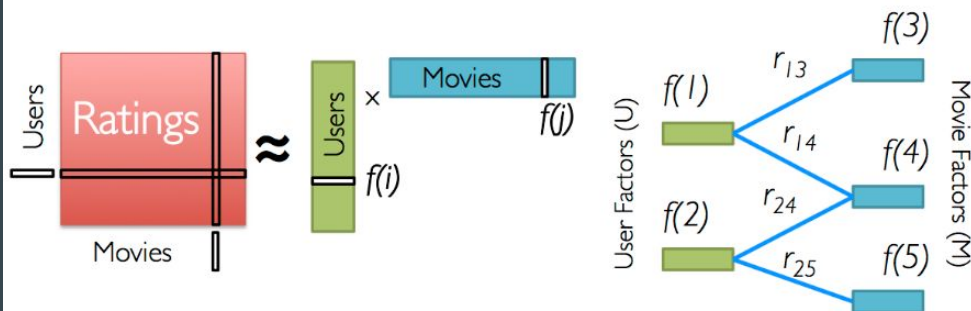 Users
Ratings
Movies
≈
Users
f(i)
x
Movies
f(j)
User Factors (U)
f(1)
f(2)
r13
r14
r24
r25
f(3)
f(4)
f(5)
Movie Factors (M)